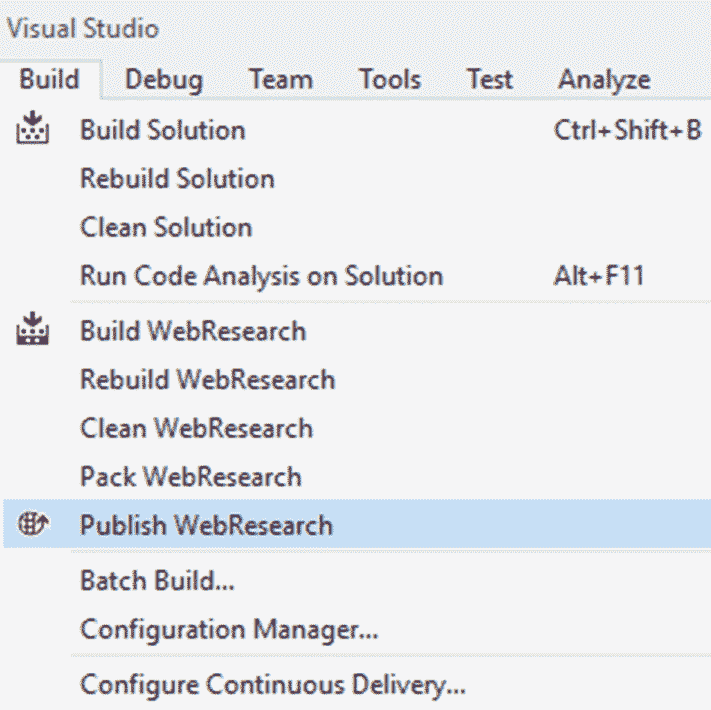 Visual Studio
Build Debug Team Tools Test Analyze
Build Solution Ctrl+Shift+B
Rebuild Solution
Clean Solution
Run Code Analysis on Solution Alt+F11
Build WebResearch
Rebuild WebResearch
Clean WebResearch
Pack WebResearch
Publish WebResearch
Batch Build...
Configuration Manager...
Configure Continuous Delivery...